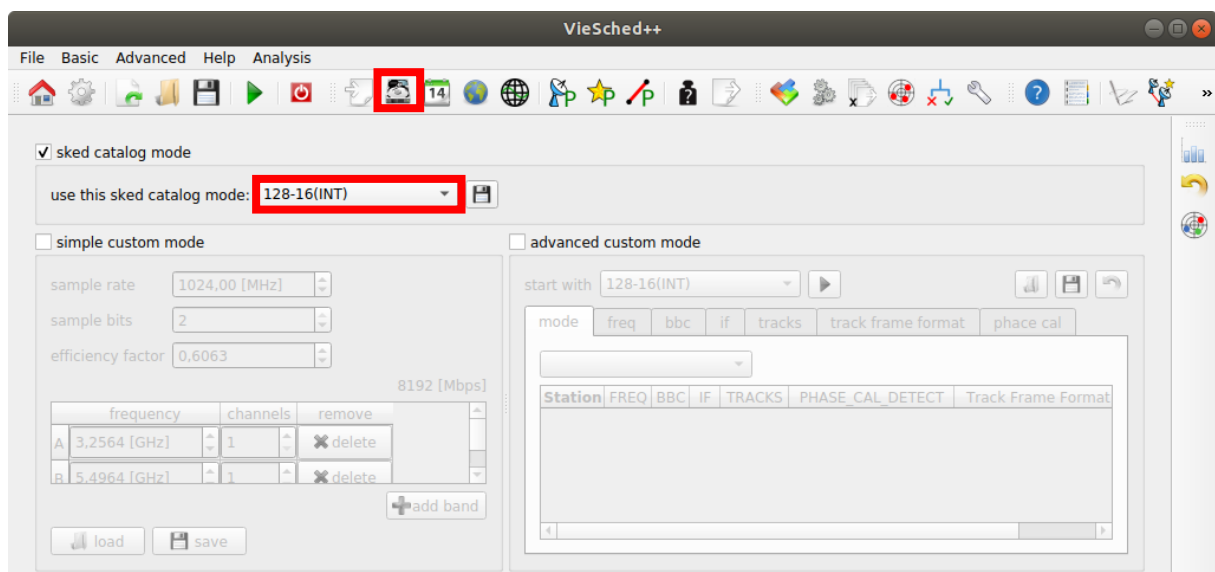 VieSched++
File Basic Advanced Help Analysis
14 P P P ? ? »
sked catalog mode
use this sked catalog mode: 128-16(INT)
simple custom mode
advanced custom mode
sample rate 1024,00 [MHz]
sample bits 2
efficiency factor 0,6063
8192 [Mbps]
frequency channels remove
A 3,2564 [GHz] 1 delete
B 5,4964 [GHz] 1 delete
add band
load save
start with 128-16(INT)
mode freq bbc if tracks track frame format phace cal
Station FREQ BBC IF TRACKS PHASE_CAL_DETECT Track Frame Format